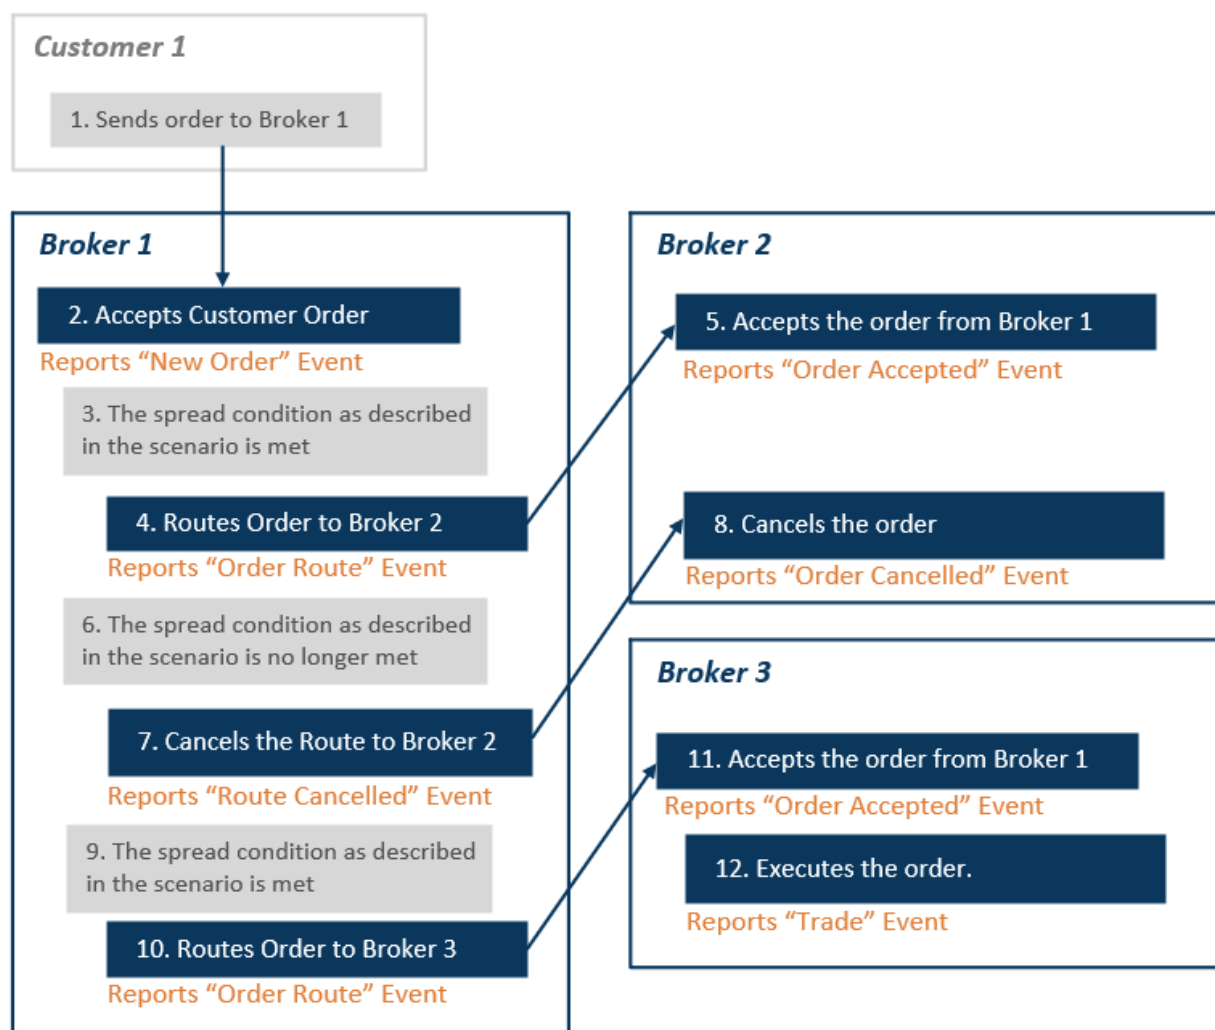 Customer 1
1. Sends order to Broker 1
Broker 1
2. Accepts Customer Order
Reports “New Order” Event
3. The spread condition as described
in the scenario is met
4. Routes Order to Broker 2
Reports “Order Route” Event
6. The spread condition as described
in the scenario is no longer met
7. Cancels the Route to Broker 2
Reports “Route Cancelled” Event
9. The spread condition as described
in the scenario is met
10. Routes Order to Broker 3
Reports “Order Route” Event
Broker 2
5. Accepts the order from Broker 1
Reports “Order Accepted” Event
8. Cancels the order
Reports “Order Cancelled” Event
Broker 3
11. Accepts the order from Broker 1
Reports “Order Accepted” Event
12. Executes the order.
Reports “Trade” Event